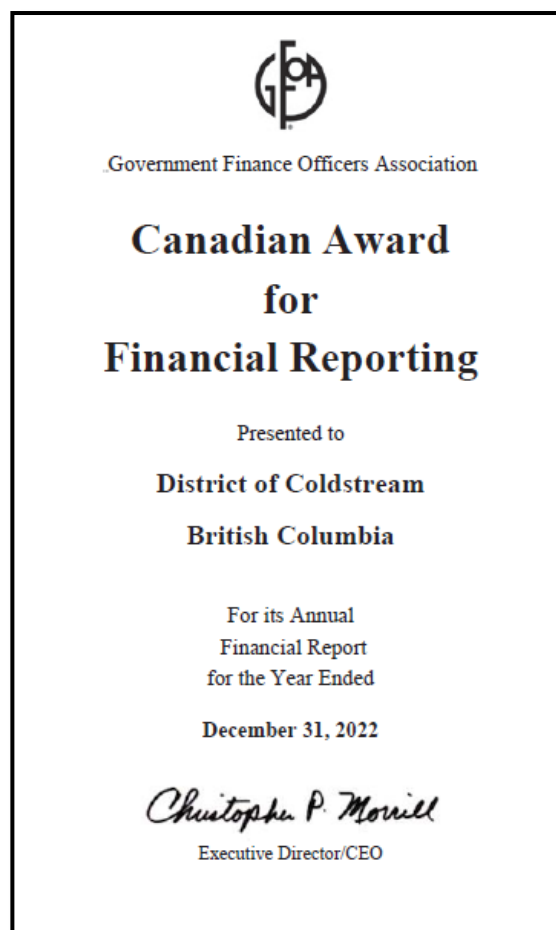 GFOA
Government Finance Officers Association
Canadian Award
for
Financial Reporting
Presented to
District of Coldstream
British Columbia
For its Annual
Financial Report
for the Year Ended
December 31, 2022
Christopher P. Morrill
Executive Director/CEO